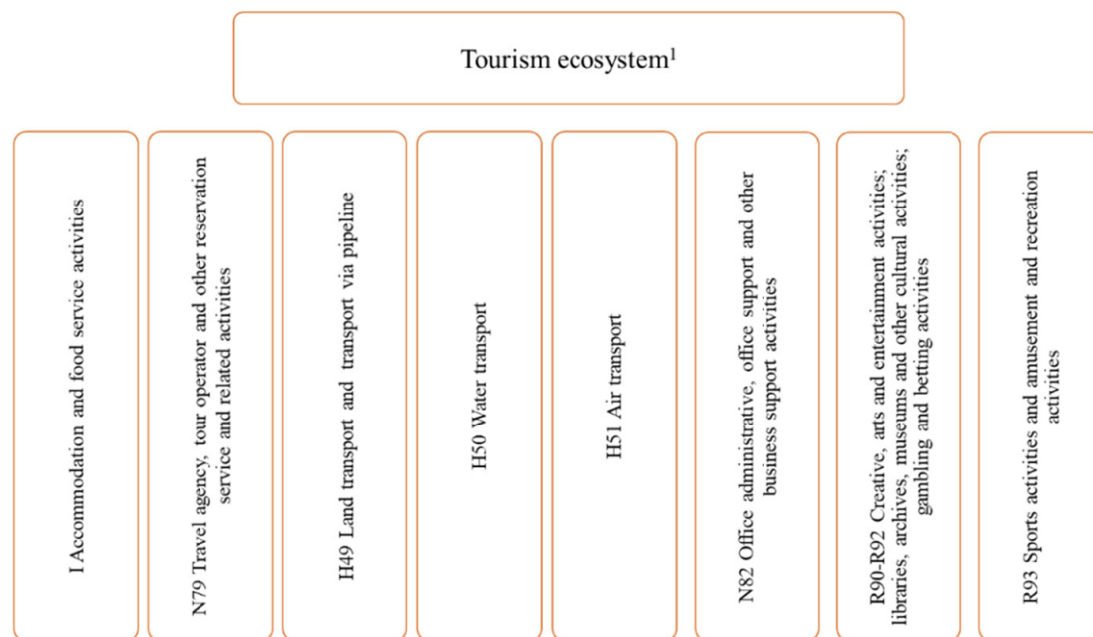 Tourism ecosystem¹
I Accommodation and food service activities
N79 Travel agency, tour operator and other reservation
service and related activities
H49 Land transport and transport via pipeline
H50 Water transport
H51 Air transport
N82 Office administrative, office support and other
business support activities
R90-R92 Creative, arts and entertainment activities;
libraries, archives, museums and other cultural activities;
gambling and betting activities
R93 Sports activities and amusement and recreation
activities